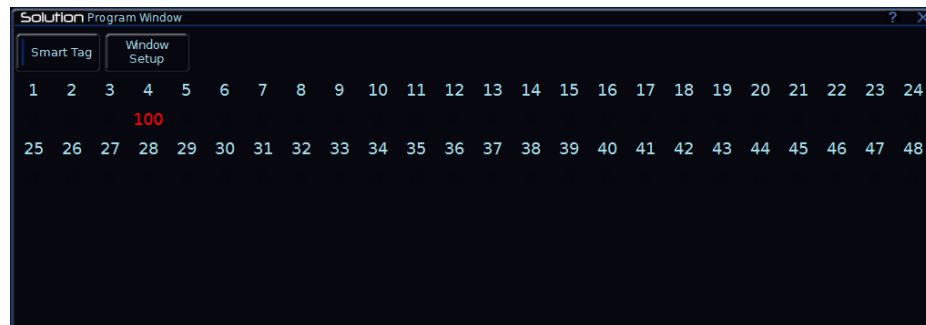 Solution Program Window ? X
Smart Tag
Window
Setup
1 2 3 4 5 6 7 8 9 10 11 12 13 14 15 16 17 18 19 20 21 22 23 24
100
25 26 27 28 29 30 31 32 33 34 35 36 37 38 39 40 41 42 43 44 45 46 47 48